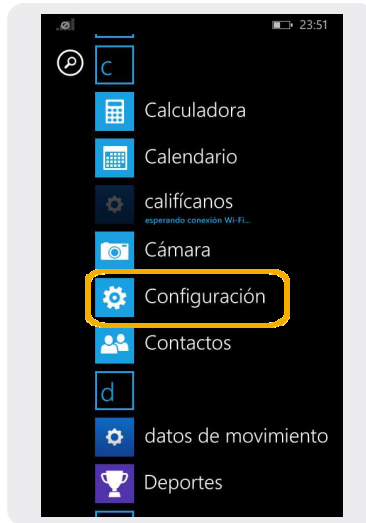 23:51
c
Calculadora
Calendario
califícanos
esperando conexión Wi-Fi...
Cámara
Configuración
Contactos
d
datos de movimiento
Deportes